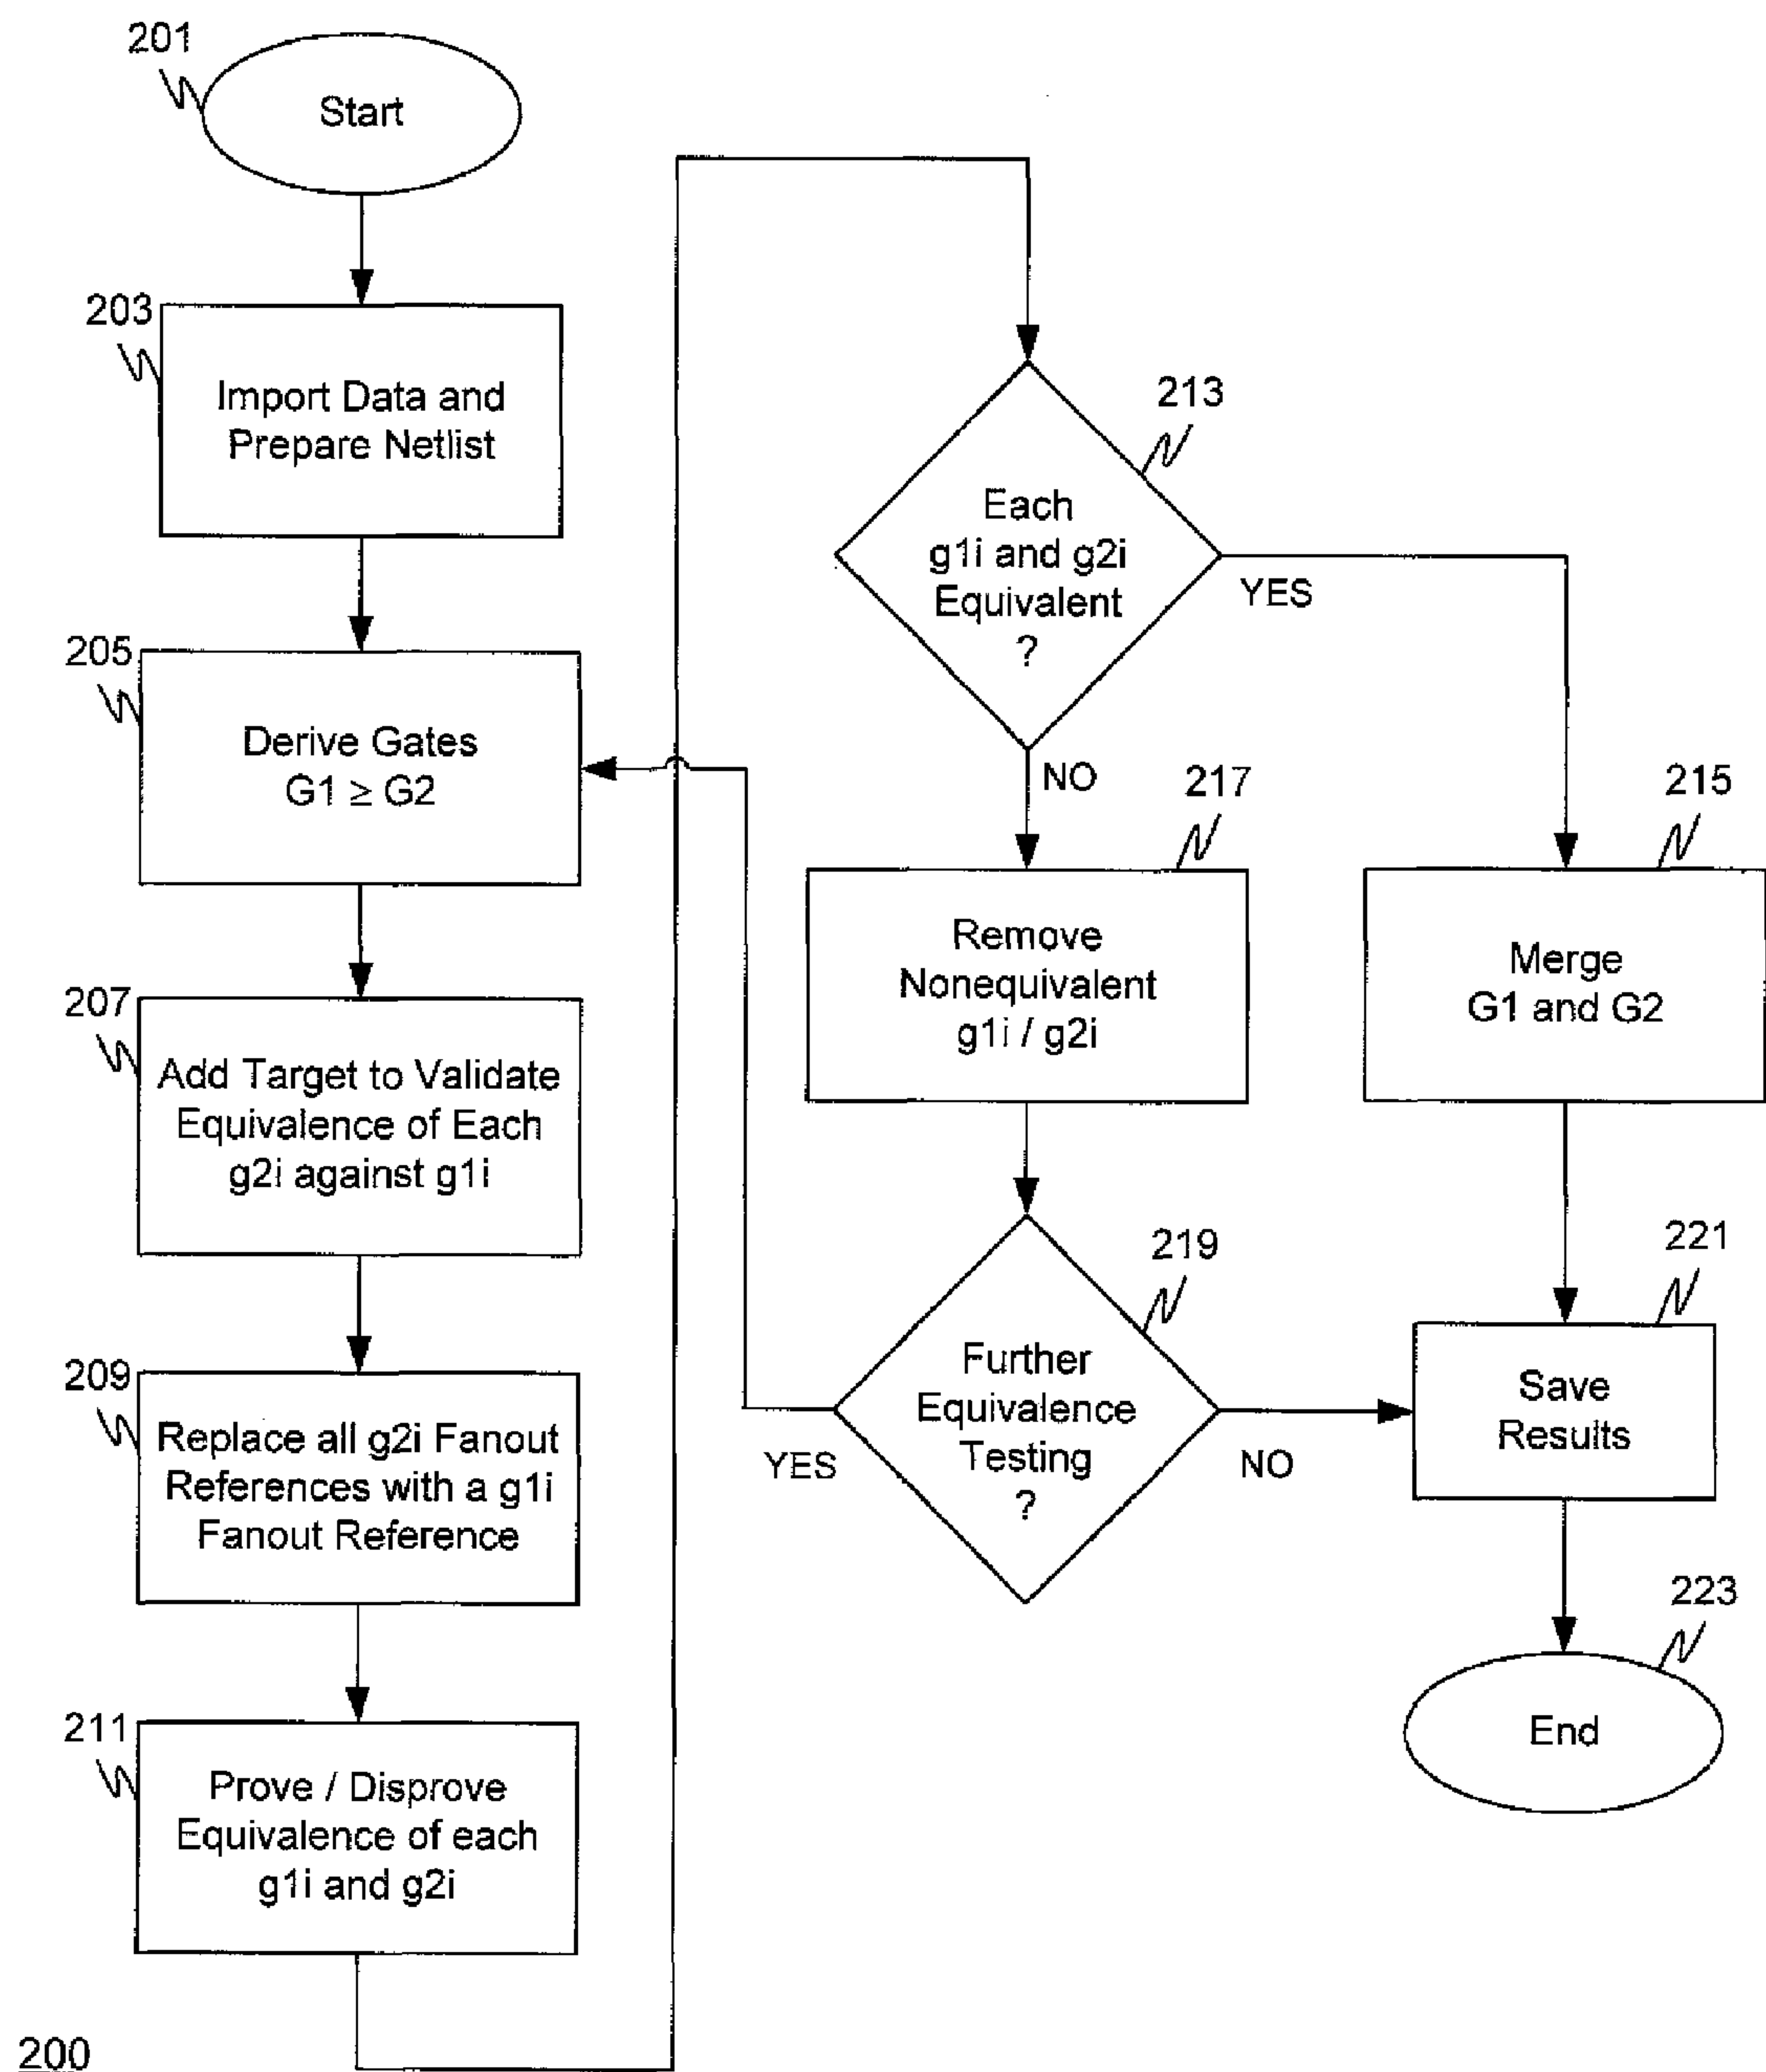 201
Start
203
Import Data and
Prepare Netlist
205
Derive Gates
G1 ≥ G2
207
Add Target to Validate
Equivalence of Each
g2i against g1i
209
Replace all g2i Fanout
References with a g1i
Fanout Reference
211
Prove / Disprove
Equivalence of each
g1i and g2i
200
213
Each
g1i and g2i
Equivalent
?
YES
NO
217
Remove
Nonequivalent
g1i / g2i
215
Merge
G1 and G2
219
Further
Equivalence
Testing
?
YES
NO
221
Save
Results
223
End